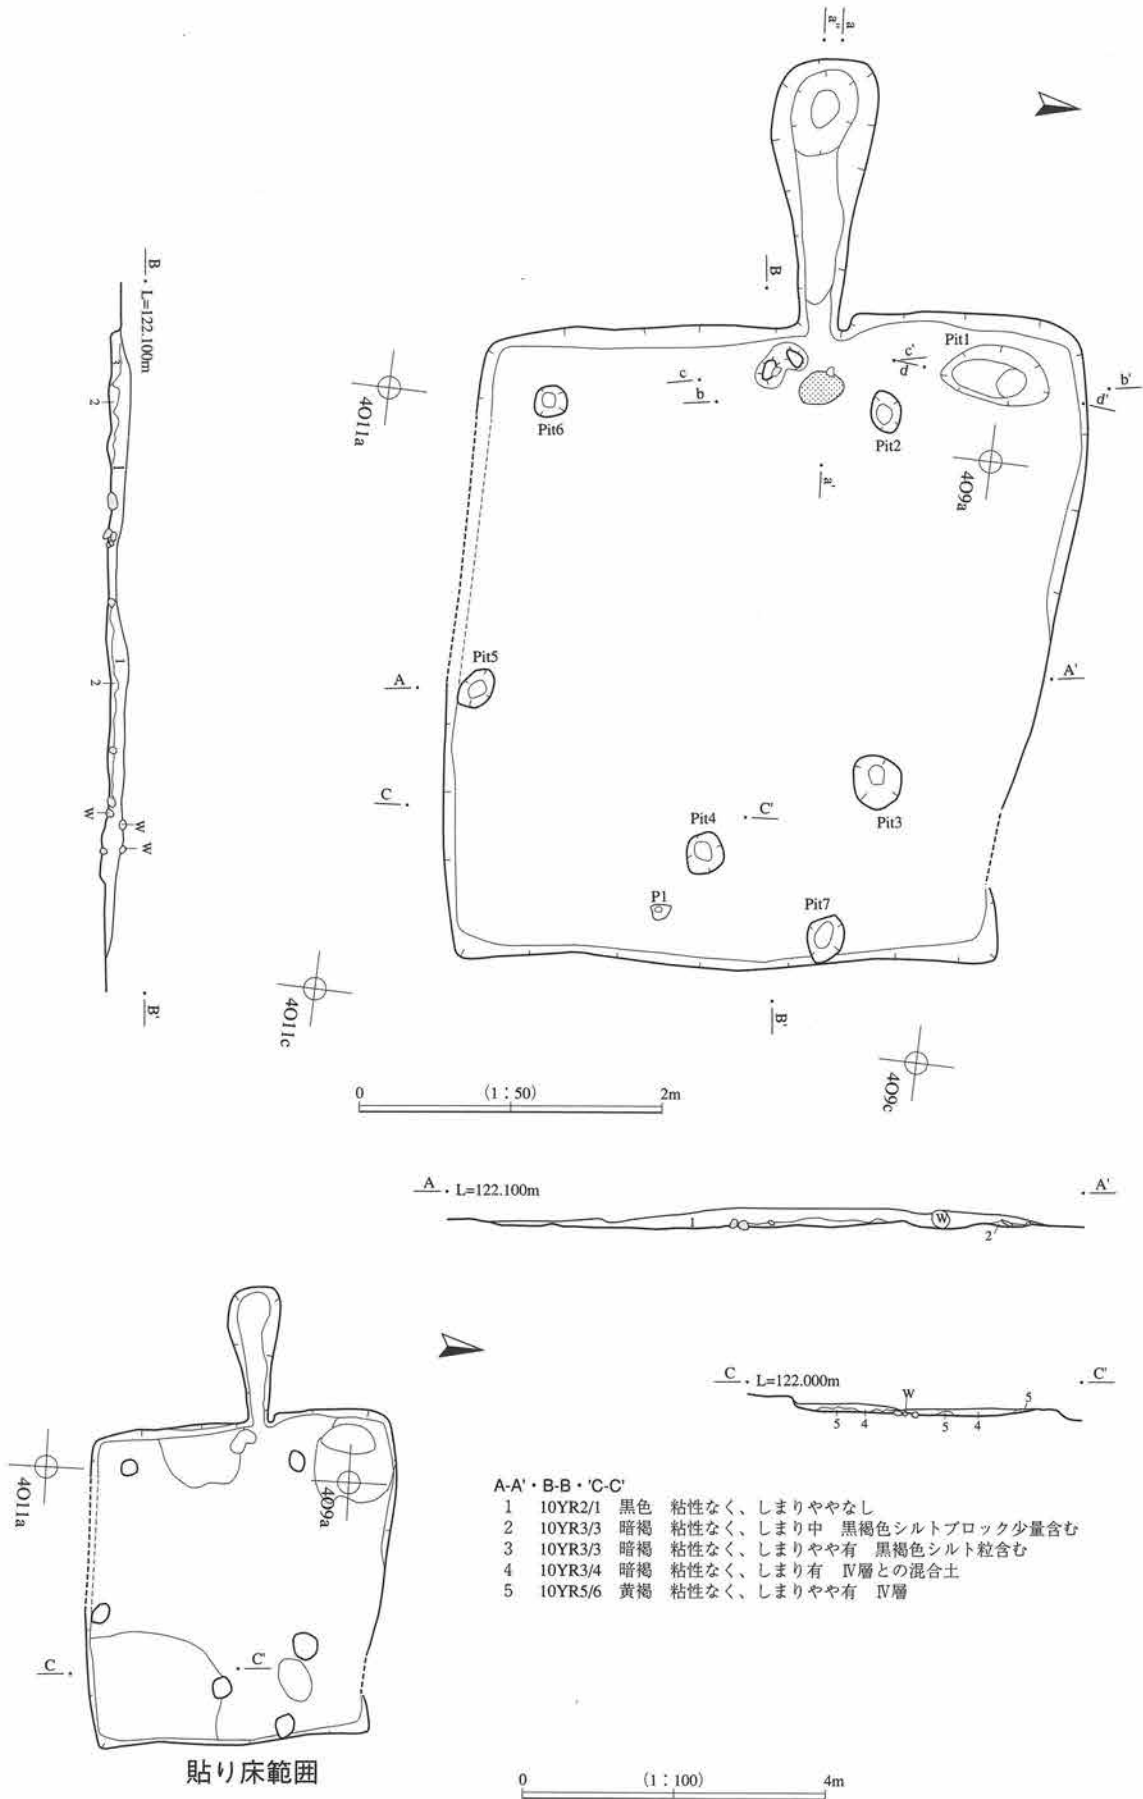 a" a
B
B L=122.100m
3
2
1
1
2
W
W
W
B'
4O11a
c
b
c'
d
Pit1
b'
d'
Pit6
Pit2
4O9a
a'
Pit5
A
A'
C
C'
Pit3
Pit4
P1
Pit7
4O11c
B'
4O9c
0 (1：50) 2m
A L=122.100m A'
1 W 2
C L=122.000m C'
W 5
5 4 5 4
4O11a
4O9a
C C'
A-A'・B-B・'C-C'
1 10YR2/1 黒色 粘性なく、しまりややなし
2 10YR3/3 暗褐 粘性なく、しまり中 黒褐色シルトブロック少量含む
3 10YR3/3 暗褐 粘性なく、しまりやや有 黒褐色シルト粒含む
4 10YR3/4 暗褐 粘性なく、しまり有 Ⅳ層との混合土
5 10YR5/6 黄褐 粘性なく、しまりやや有 Ⅳ層
貼り床範囲
0 (1：100) 4m